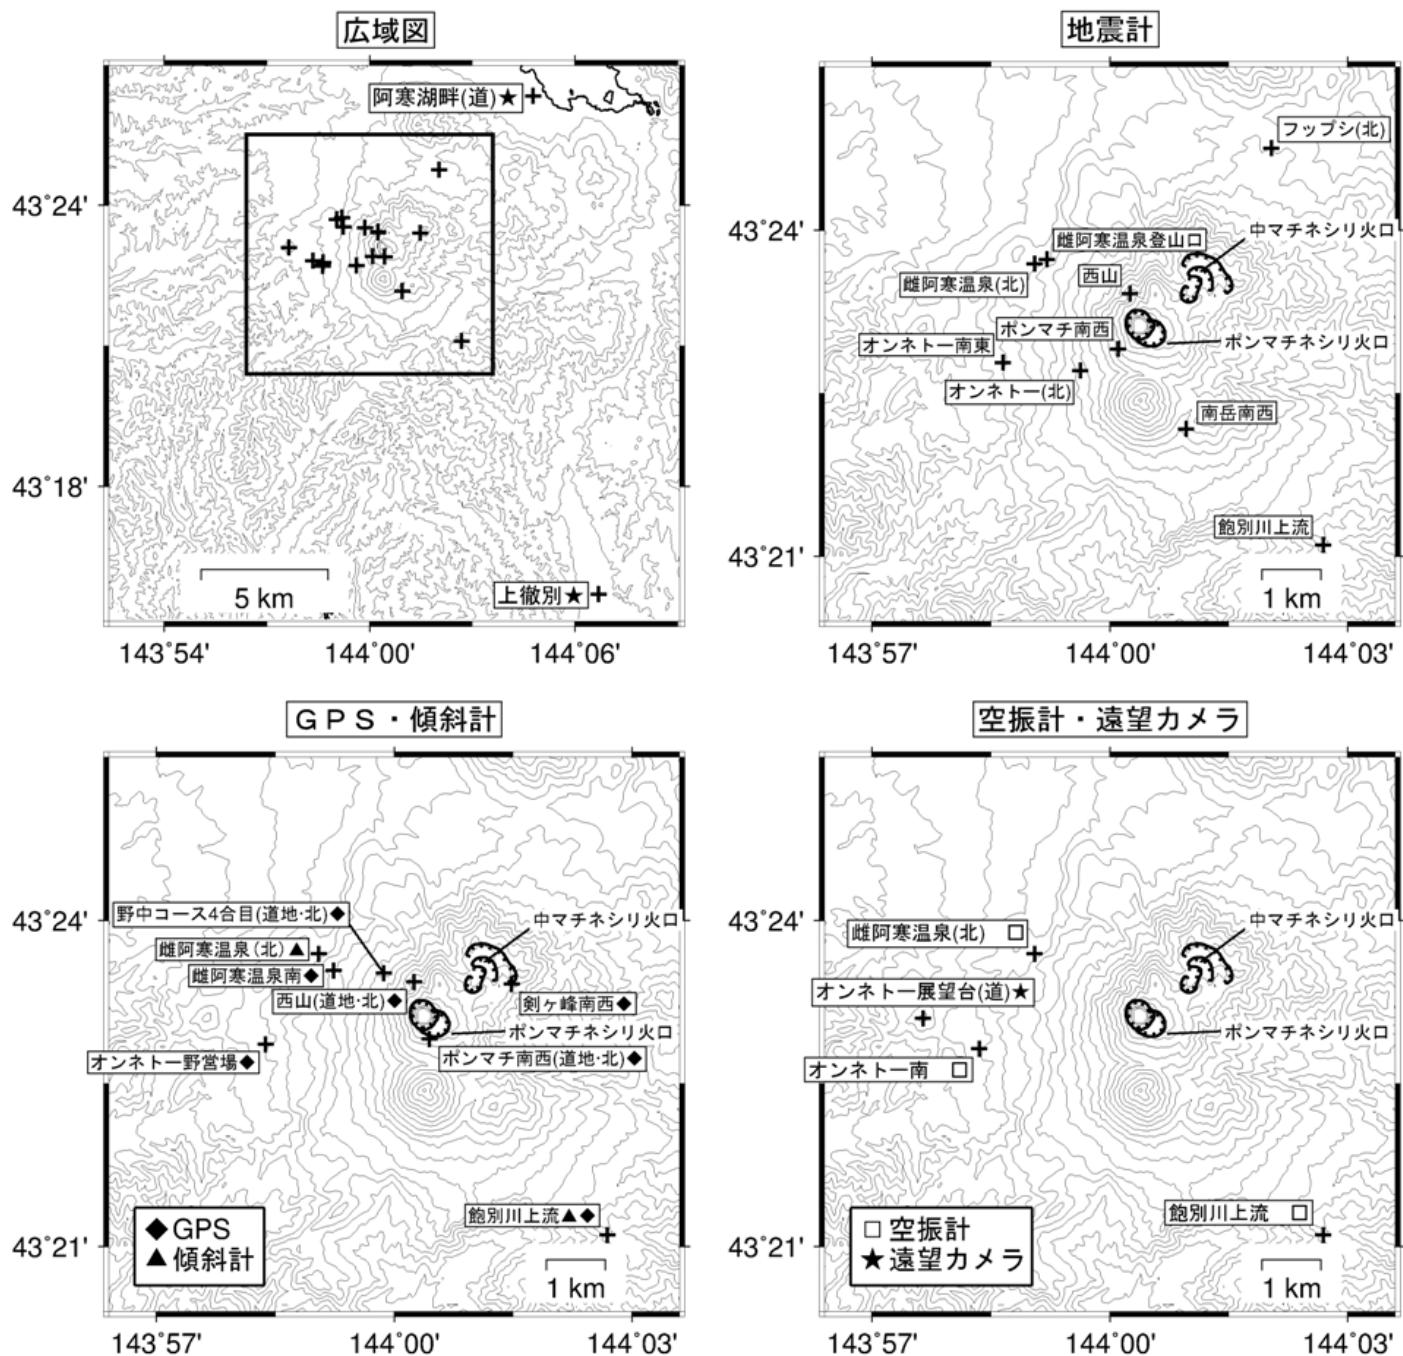 広域図
阿寒湖畔(道)★
43°24'
43°18'
5 km
上徹別★
143°54'
144°00'
144°06'
地震計
フップシ(北)
43°24'
中マチネシリ火口
雌阿寒温泉登山口
雌阿寒温泉(北)
西山
ポンマチ南西
オンネトー南東
ポンマチネシリ火口
オンネトー(北)
南岳南西
飽別川上流
43°21'
1 km
143°57'
144°00'
144°03'
GPS・傾斜計
43°24'
野中コース4合目(道地・北)◆
中マチネシリ火口
雌阿寒温泉(北)▲
雌阿寒温泉南◆
西山(道地・北)◆
剣ヶ峰南西◆
ポンマチネシリ火口
オンネトー野営場◆
ポンマチ南西(道地・北)◆
飽別川上流▲◆
◆GPS
▲傾斜計
43°21'
1 km
143°57'
144°00'
144°03'
空振計・遠望カメラ
43°24'
中マチネシリ火口
雌阿寒温泉(北) □
オンネトー展望台(道)★
ポンマチネシリ火口
オンネトー南 □
飽別川上流 □
□ 空振計
★遠望カメラ
43°21'
1 km
143°57'
144°00'
144°03'